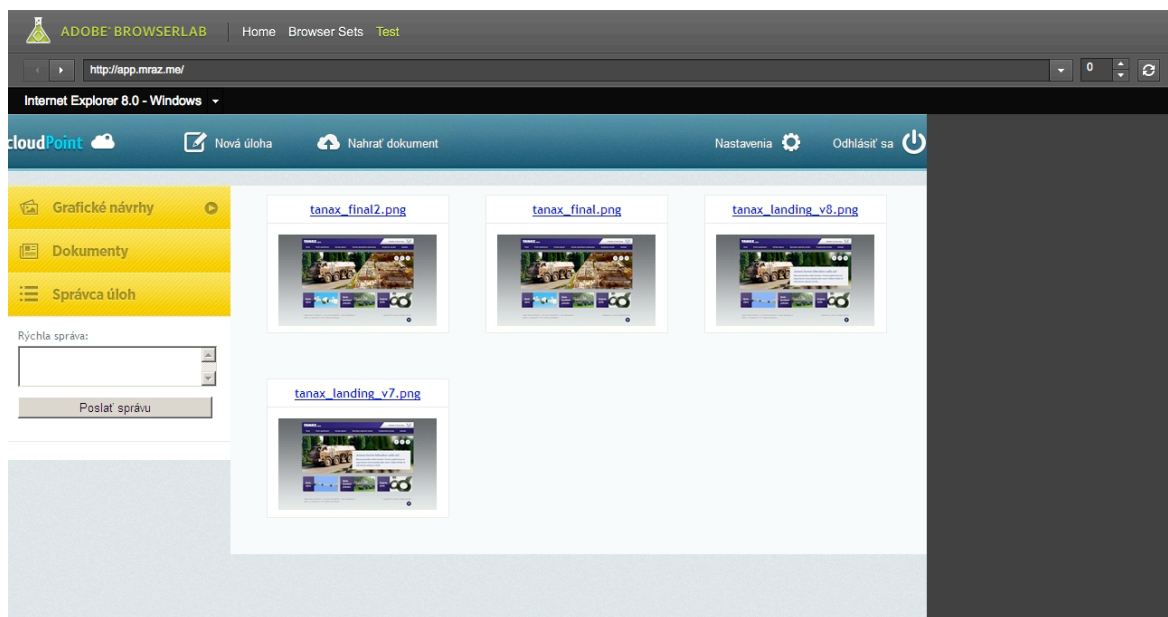 ADOBE® BROWSERLAB Home Browser Sets Test
http://app.mraz.me/ 0
Internet Explorer 8.0 - Windows
cloudPoint Nová úloha Nahrať dokument Nastavenia Odhlásiť sa
Grafické návrhy
Dokumenty
Správca úloh
Rýchla správa:
Poslať správu
tanax_final2.png tanax_final.png tanax_landing_v8.png
tanax_landing_v7.png